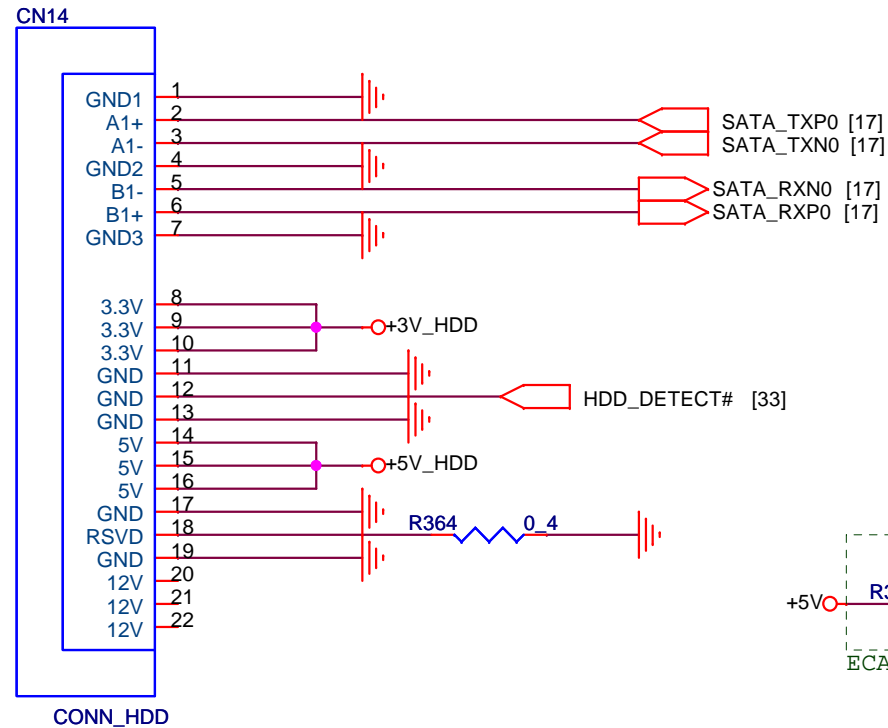 CN14
GND1 1
A1+ 2 SATA_TXP0 [17]
A1- 3 SATA_TXN0 [17]
GND2 4
B1- 5 SATA_RXN0 [17]
B1+ 6 SATA_RXP0 [17]
GND3 7
3.3V 8
3.3V 9 +3V_HDD
3.3V 10
GND 11
GND 12 HDD_DETECT# [33]
GND 13
5V 14
5V 15 +5V_HDD
5V 16
GND 17
RSVD 18 R364 0_4
GND 19
12V 20
12V 21 +5V
12V 22
CONN_HDD